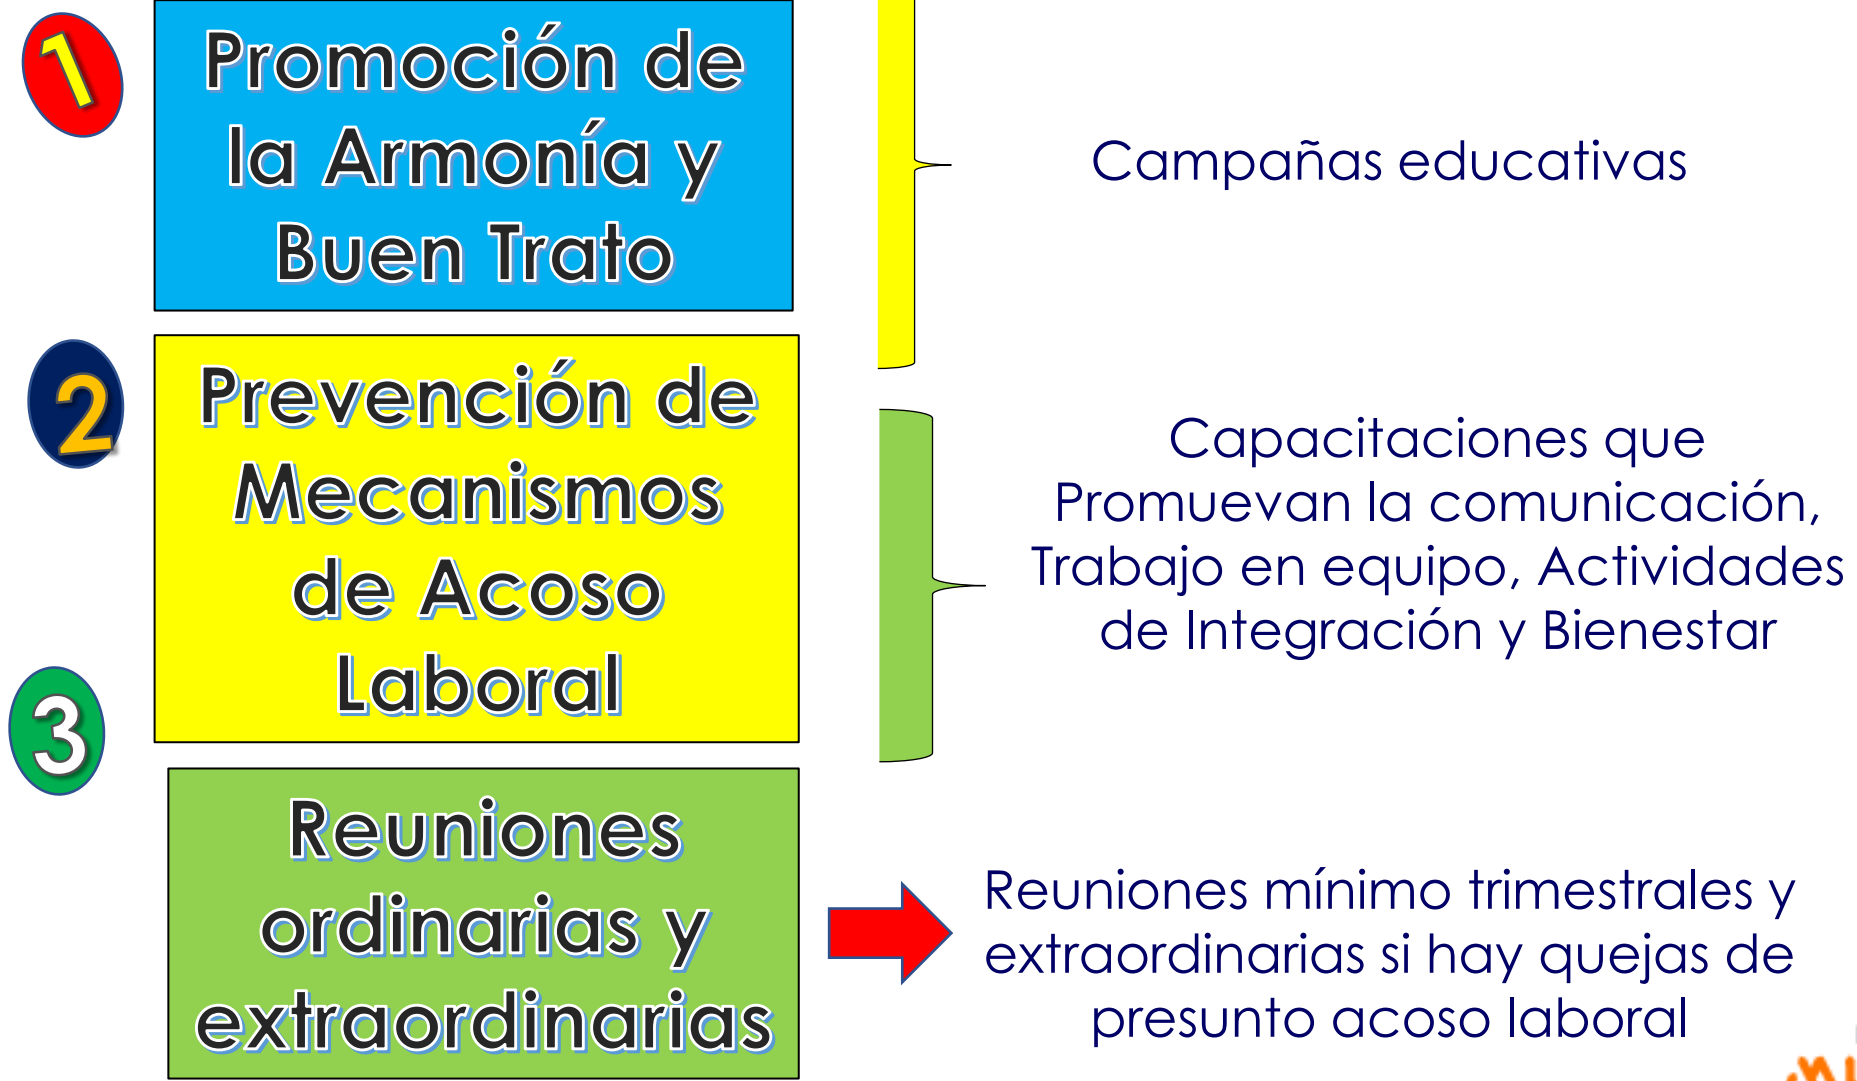 1
Promoción de
la Armonía y
Buen Trato
Campañas educativas
2
Prevención de
Mecanismos
de Acoso
Laboral
Capacitaciones que
Promuevan la comunicación,
Trabajo en equipo, Actividades
de Integración y Bienestar
3
Reuniones
ordinarias y
extraordinarias
Reuniones mínimo trimestrales y
extraordinarias si hay quejas de
presunto acoso laboral